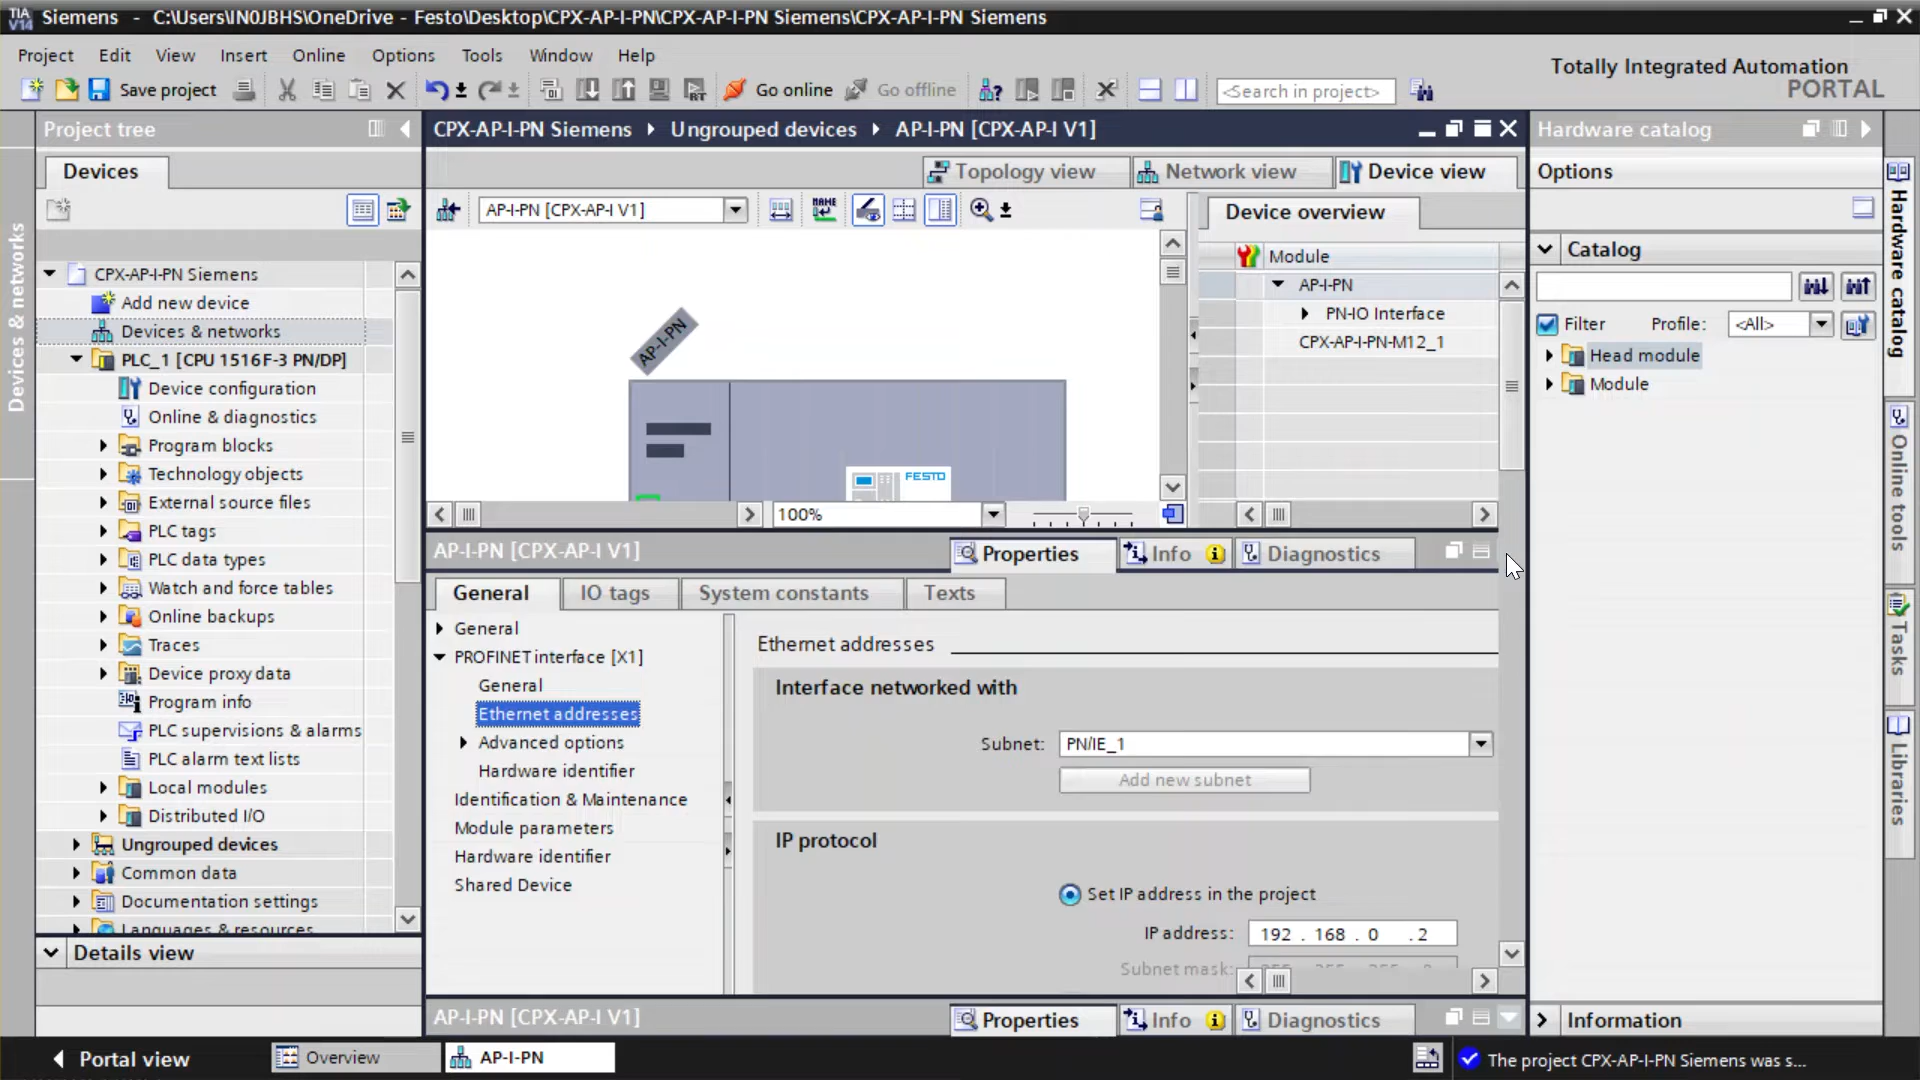 TIA V14 Siemens - C:\Users\IN0JBHS\OneDrive - Festo\Desktop\CPX-AP-I-PN\CPX-AP-I-PN Siemens\CPX-AP-I-PN Siemens
Project Edit View Insert Online Options Tools Window Help
Totally Integrated Automation
PORTAL
Save project Go online Go offline <Search in project>
Project tree
CPX-AP-I-PN Siemens Ungrouped devices AP-I-PN [CPX-AP-I V1]
Hardware catalog
Devices
Topology view Network view Device view
Options
AP-I-PN [CPX-AP-I V1]
Device overview
Devices & networks
CPX-AP-I-PN Siemens
Add new device
Devices & networks
PLC_1 [CPU 1516F-3 PN/DP]
Device configuration
Online & diagnostics
Program blocks
Technology objects
External source files
PLC tags
PLC data types
Watch and force tables
Online backups
Traces
Device proxy data
Program info
PLC supervisions & alarms
PLC alarm text lists
Local modules
Distributed I/O
Ungrouped devices
Common data
Documentation settings
Languages & resources
Details view
AP-I-PN
FESTO
100%
Module
AP-I-PN
PN-IO Interface
CPX-AP-I-PN-M12_1
Catalog
Filter Profile: <All>
Head module
Module
Hardware catalog
Online tools
Tasks
Libraries
AP-I-PN [CPX-AP-I V1]
Properties Info Diagnostics
General IO tags System constants Texts
General
PROFINET interface [X1]
General
Ethernet addresses
Advanced options
Hardware identifier
Identification & Maintenance
Module parameters
Hardware identifier
Shared Device
Ethernet addresses
Interface networked with
Subnet: PN/IE_1
Add new subnet
IP protocol
Set IP address in the project
IP address: 192 . 168 . 0 . 2
Subnet mask:
AP-I-PN [CPX-AP-I V1]
Properties Info Diagnostics
Information
Portal view Overview AP-I-PN
The project CPX-AP-I-PN Siemens was s...